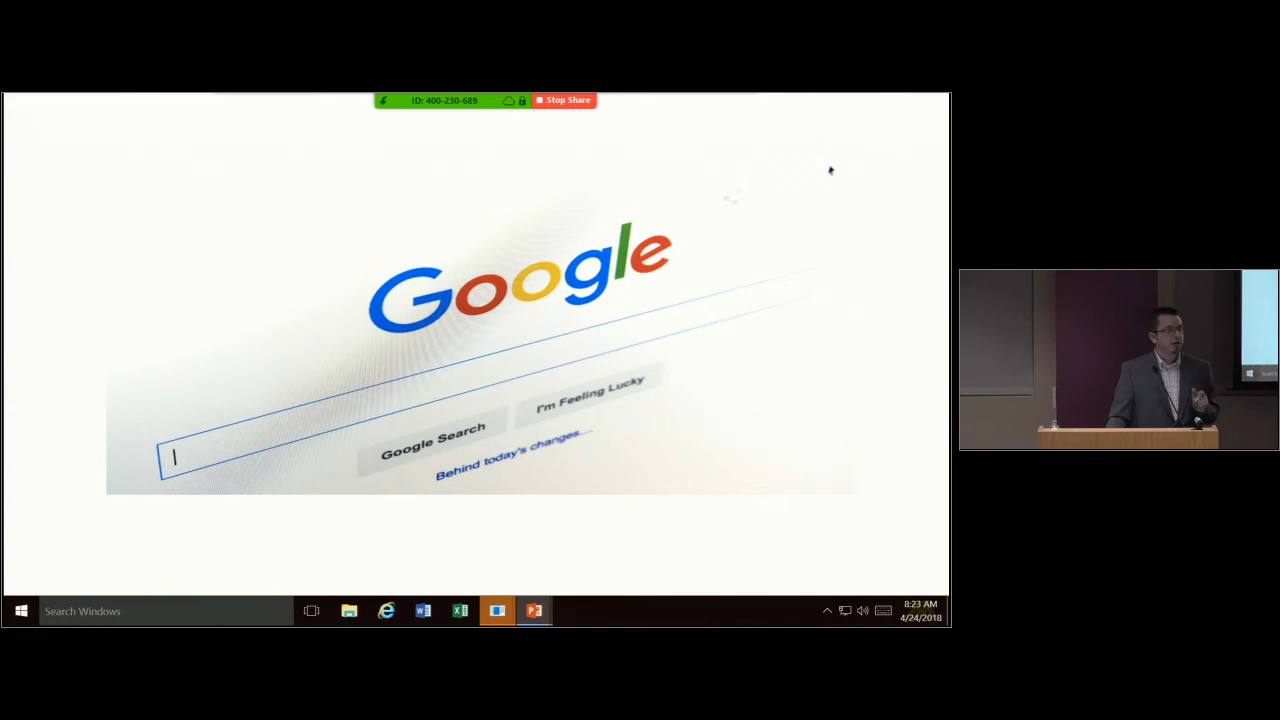 ID: 400-230-689
Stop Share
Google
Google Search
I'm Feeling Lucky
Behind today's changes...
Search Windows
8:23 AM
4/24/2018